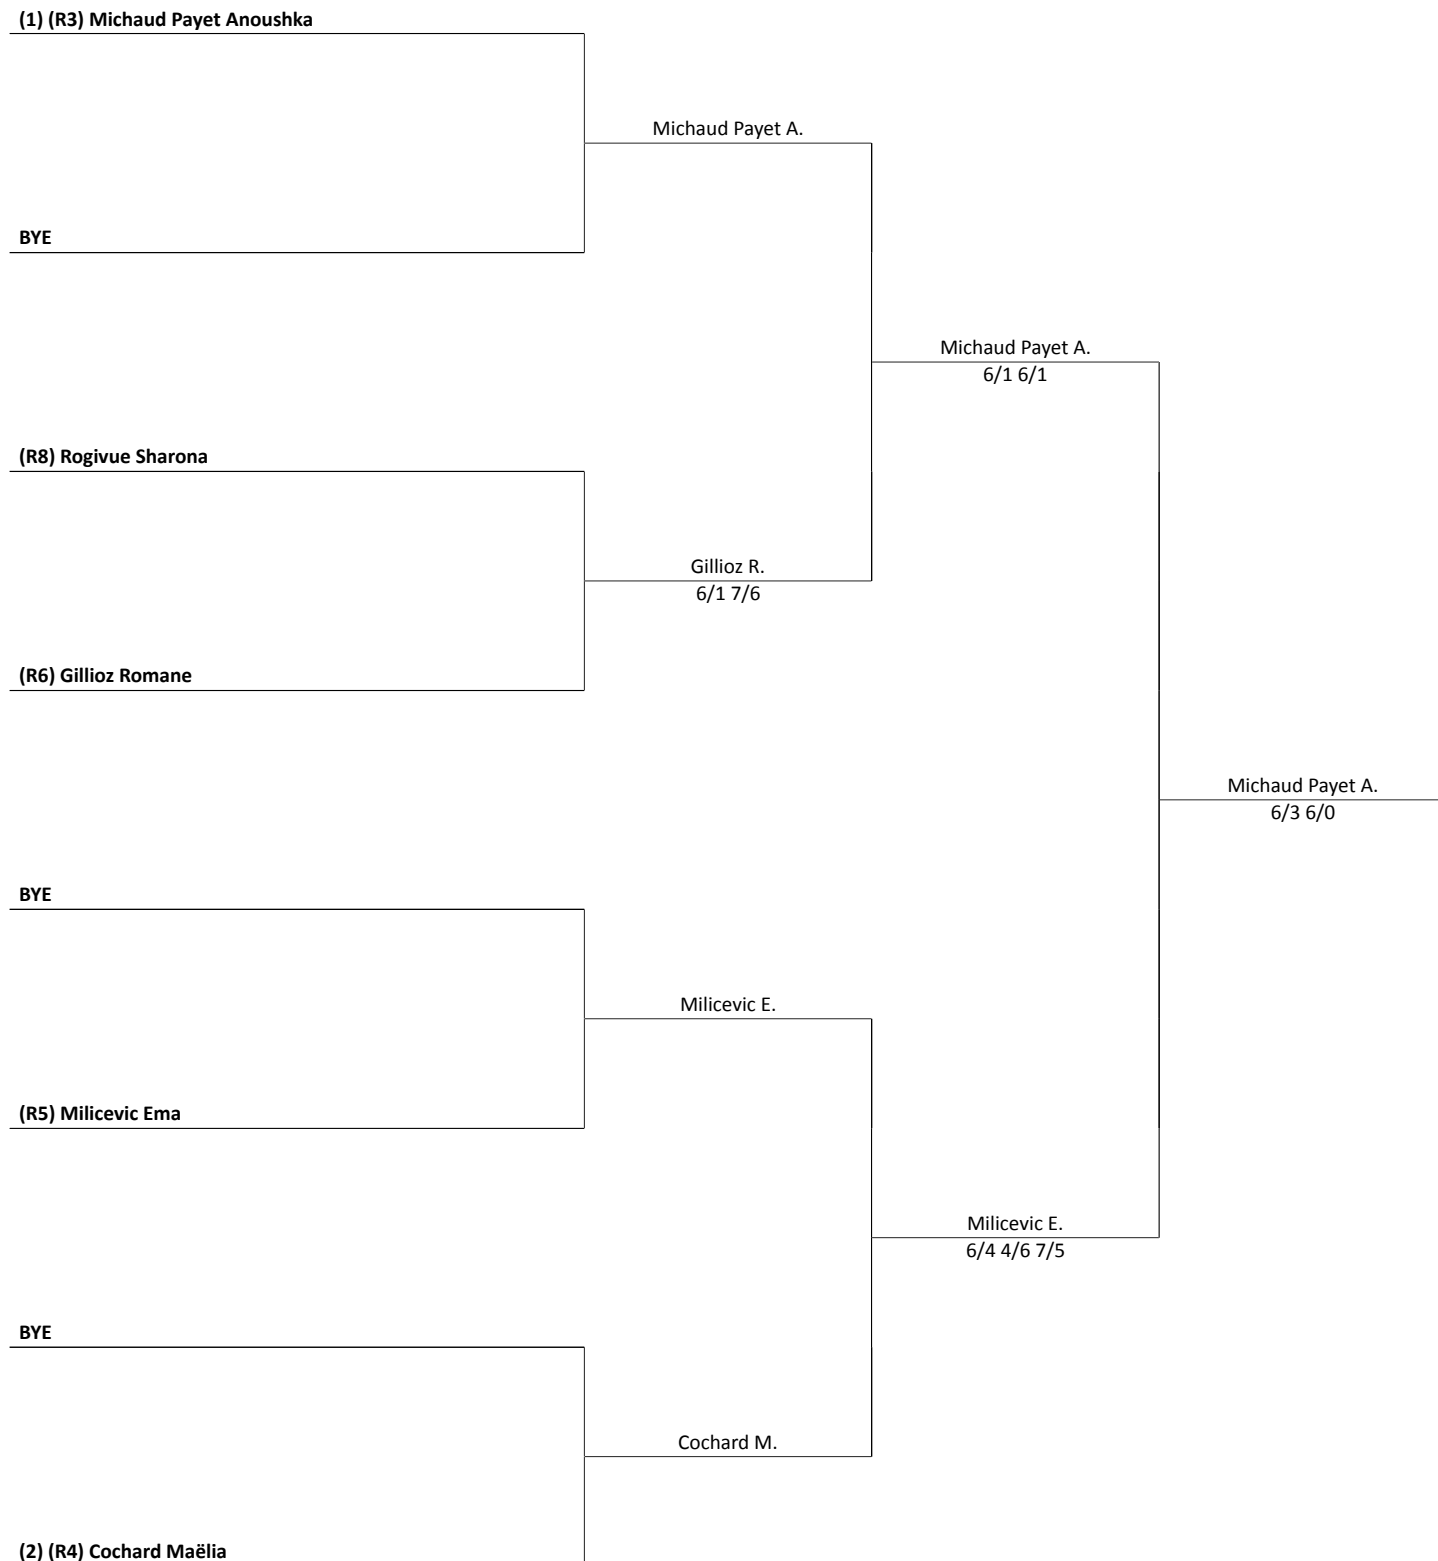 (1) (R3) Michaud Payet Anoushka
Michaud Payet A.
BYE
Michaud Payet A.
6/1 6/1
(R8) Rogivue Sharona
Gillioz R.
6/1 7/6
(R6) Gillioz Romane
Michaud Payet A.
6/3 6/0
BYE
Milicevic E.
(R5) Milicevic Ema
Milicevic E.
6/4 4/6 7/5
BYE
Cochard M.
(2) (R4) Cochard Maëlia